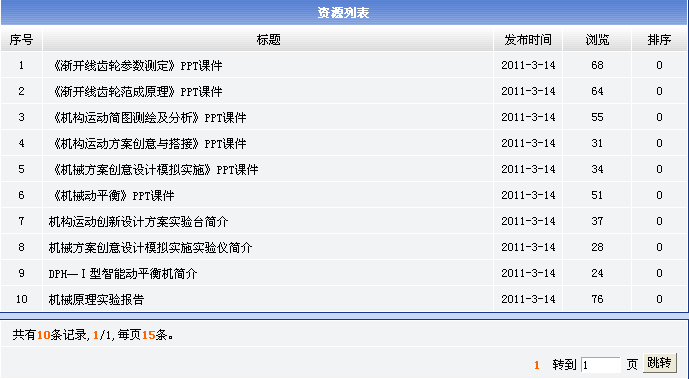 资源列表
序号 标题 发布时间 浏览 排序
1 《渐开线齿轮参数测定》PPT课件 2011-3-14 68 0
2 《渐开线齿轮范成原理》PPT课件 2011-3-14 64 0
3 《机构运动简图测绘及分析》PPT课件 2011-3-14 55 0
4 《机构运动方案创意与搭接》PPT课件 2011-3-14 31 0
5 《机械方案创意设计模拟实施》PPT课件 2011-3-14 34 0
6 《机械动平衡》PPT课件 2011-3-14 51 0
7 机构运动创新设计方案实验台简介 2011-3-14 37 0
8 机械方案创意设计模拟实施实验仪简介 2011-3-14 28 0
9 DPH—Ⅰ型智能动平衡机简介 2011-3-14 24 0
10 机械原理实验报告 2011-3-14 76 0
共有10条记录,1/1,每页15条。
1 转到 1 页 跳转